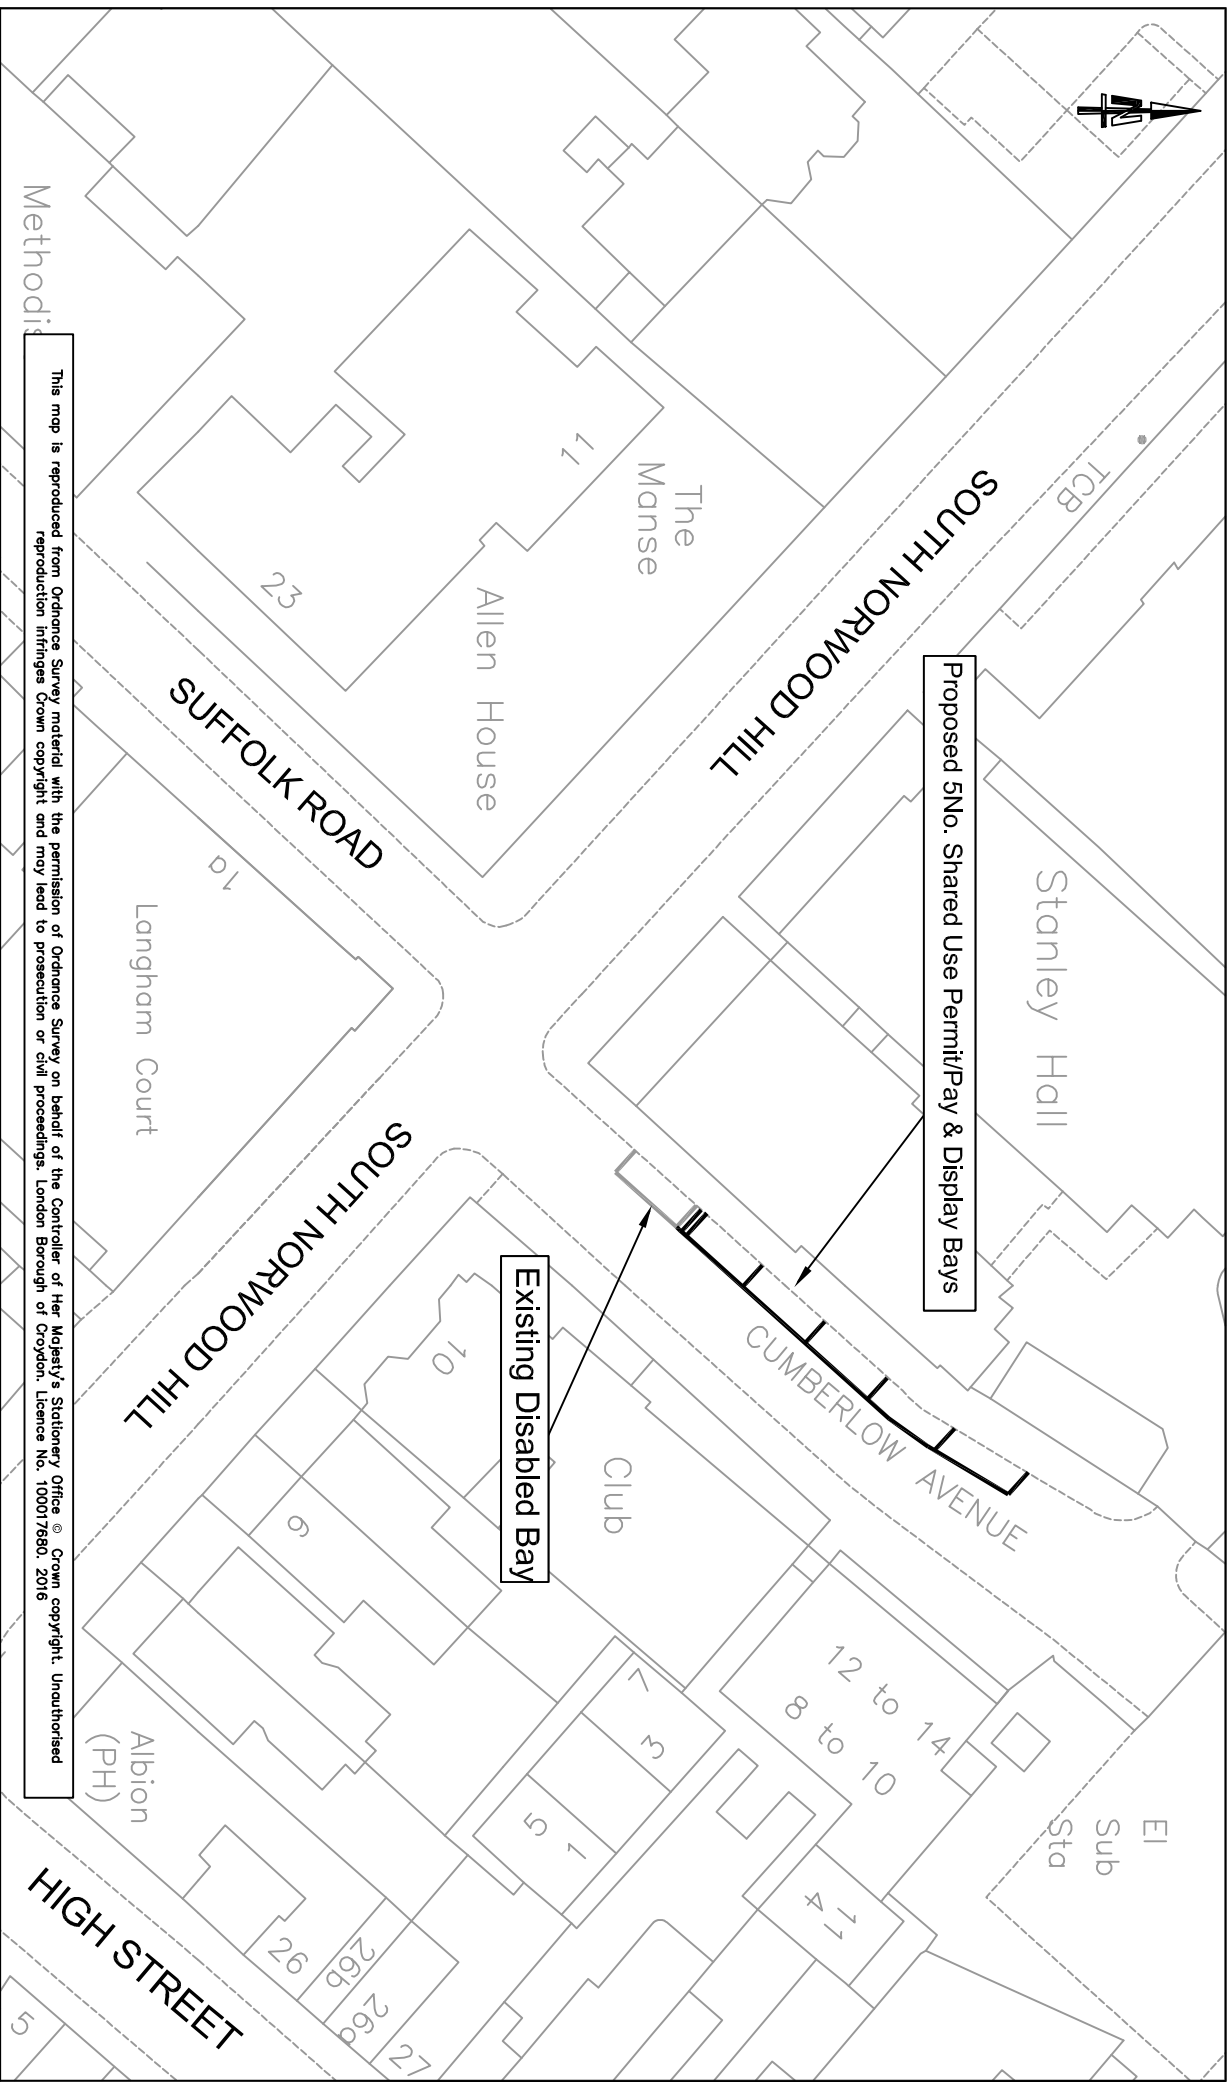 N
SOUTH NORWOOD HILL
TCB
Stanley Hall
Proposed 5No. Shared Use Permit/Pay & Display Bays
CUMBERLOW AVENUE
El
Sub
Sta
12 to 14
8 to 10
The
Manse
11
Allen House
23
SUFFOLK ROAD
Existing Disabled Bay
Club
10
9
7
3
5
1
SOUTH NORWOOD HILL
1a
Langham Court
Albion
(PH)
26
26b
26a
27
HIGH STREET
5
Methodis
This map is reproduced from Ordnance Survey material with the permission of Ordnance Survey on behalf of the Controller of Her Majesty's Stationery Office © Crown copyright. Unauthorised
reproduction infringes Crown copyright and may lead to prosecution or civil proceedings. London Borough of Croydon. Licence No. 100017680. 2016